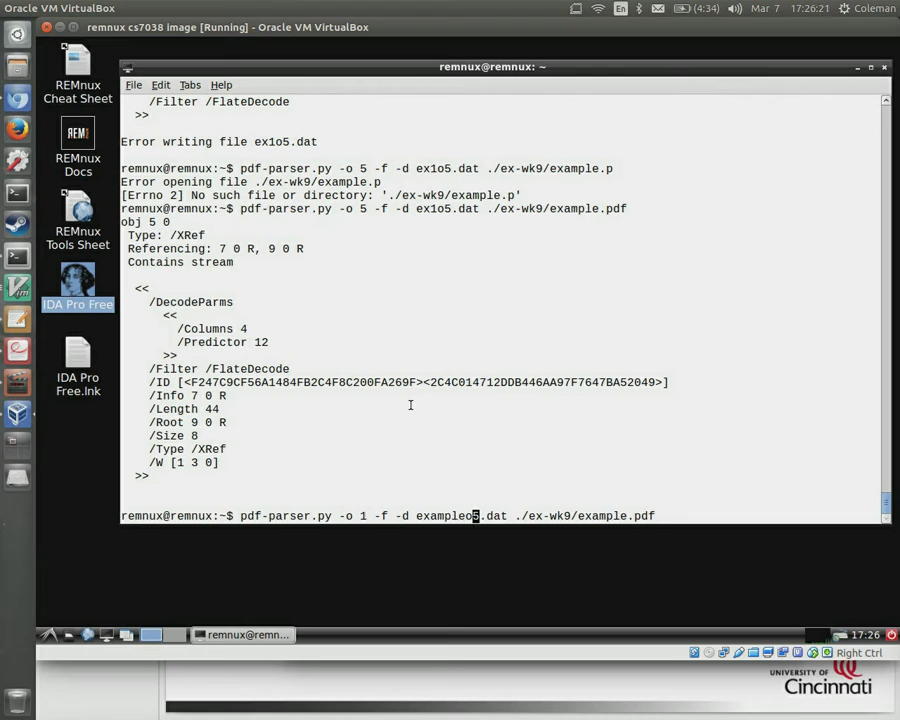 Oracle VM VirtualBox
En
(4:34)
Mar 7
17:26:21
Coleman
remnux cs7038 image [Running] - Oracle VM VirtualBox
remnux@remnux: ~
File Edit Tabs Help
REMnux
Cheat Sheet
REM
REMnux
Docs
REMnux
Tools Sheet
IDA Pro Free
IDA Pro
Free.lnk
/Filter /FlateDecode
>>
Error writing file ex1o5.dat
remnux@remnux:~$ pdf-parser.py -o 5 -f -d ex1o5.dat ./ex-wk9/example.p
Error opening file ./ex-wk9/example.p
[Errno 2] No such file or directory: './ex-wk9/example.p'
remnux@remnux:~$ pdf-parser.py -o 5 -f -d ex1o5.dat ./ex-wk9/example.pdf
obj 5 0
Type: /XRef
Referencing: 7 0 R, 9 0 R
Contains stream
<<
/DecodeParms
<<
/Columns 4
/Predictor 12
>>
/Filter /FlateDecode
/ID [<F247C9CF56A1484FB2C4F8C200FA269F><2C4C014712DDB446AA97F7647BA52049>]
/Info 7 0 R
/Length 44
/Root 9 0 R
/Size 8
/Type /XRef
/W [1 3 0]
>>
remnux@remnux:~$ pdf-parser.py -o 1 -f -d exampleo5.dat ./ex-wk9/example.pdf
remnux@remn...
17:26
Right Ctrl
UNIVERSITY OF
Cincinnati